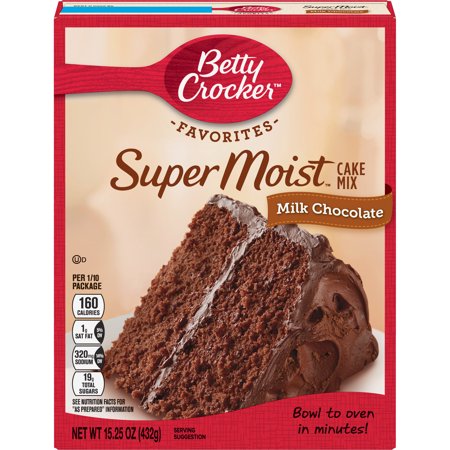 Betty
Crocker™
-FAVORITES-
Super Moist™ CAKE
MIX
Milk Chocolate
U D
PER 1/10
PACKAGE
160
CALORIES
1g
SAT FAT
320mg
SODIUM
19g
TOTAL
SUGARS
SEE NUTRITION FACTS FOR
"AS PREPARED" INFORMATION
NET WT 15.25 OZ (432g)
SERVING
SUGGESTION
Bowl to oven
in minutes!